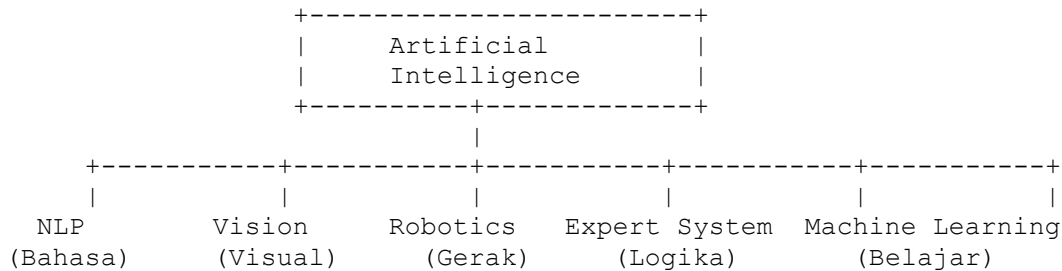 Artificial
Intelligence
NLP Vision Robotics Expert System Machine Learning
(Bahasa) (Visual) (Gerak) (Logika) (Belajar)